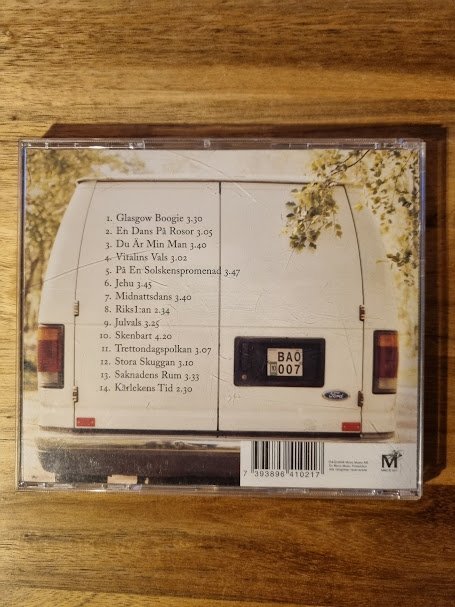 1. Glasgow Boogie 3.30
2. En Dans På Rosor 3.05
3. Du Är Min Man 3.40
4. Vitalins Vals 3.02
5. På En Solskenspromenad 3.47
6. Jehu 3.45
7. Midnattsdans 3.40
8. Riks1:an 2.34
9. Julvals 3.25
10. Skenbart 4.20
11. Trettondagspolkan 3.07
12. Stora Skuggan 3.10
13. Saknadens Rum 3.33
14. Kärlekens Tid 2.30
BAO
007
Ford
7 393896 410217
M